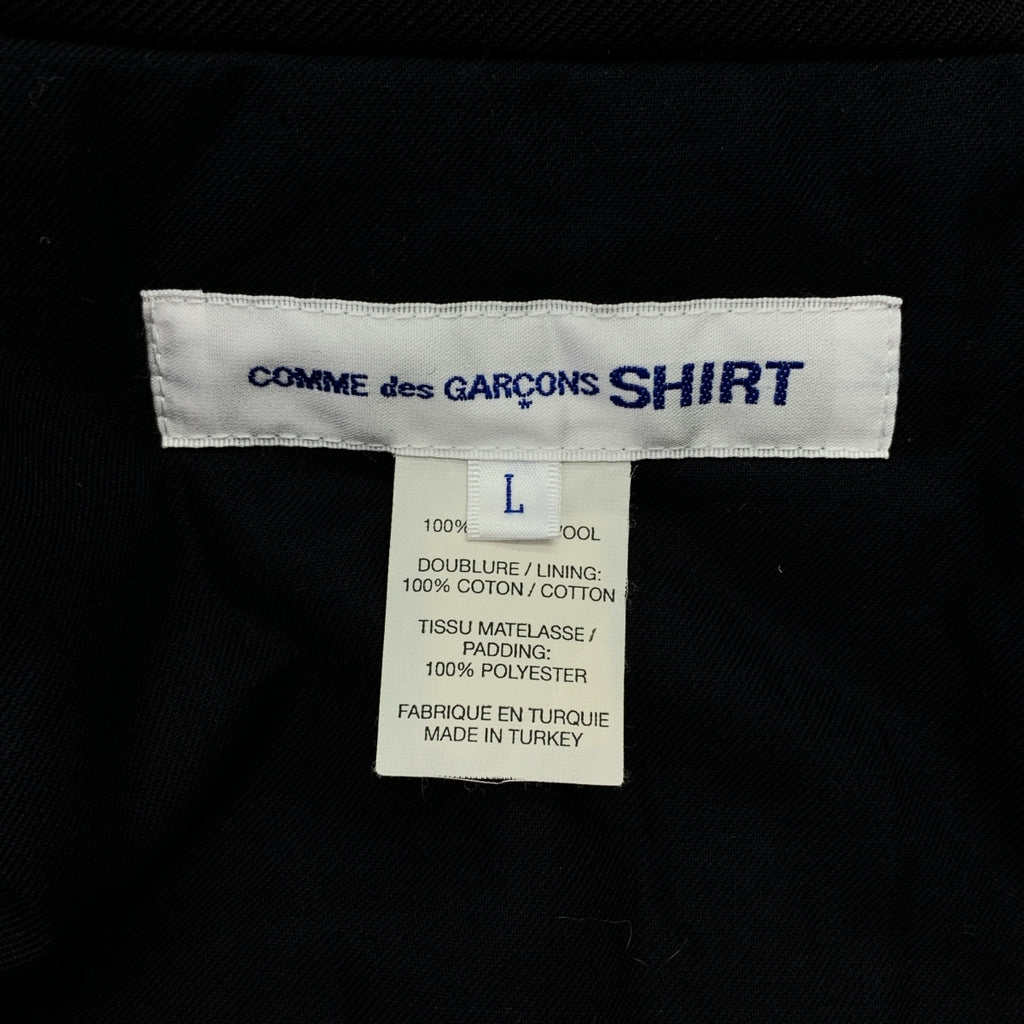 COMME des GARÇONS SHIRT
L
100%
DOUBLURE / LINING:
100% COTON / COTTON
TISSU MATELASSE /
PADDING:
100% POLYESTER
FABRIQUE EN TURQUIE
MADE IN TURKEY